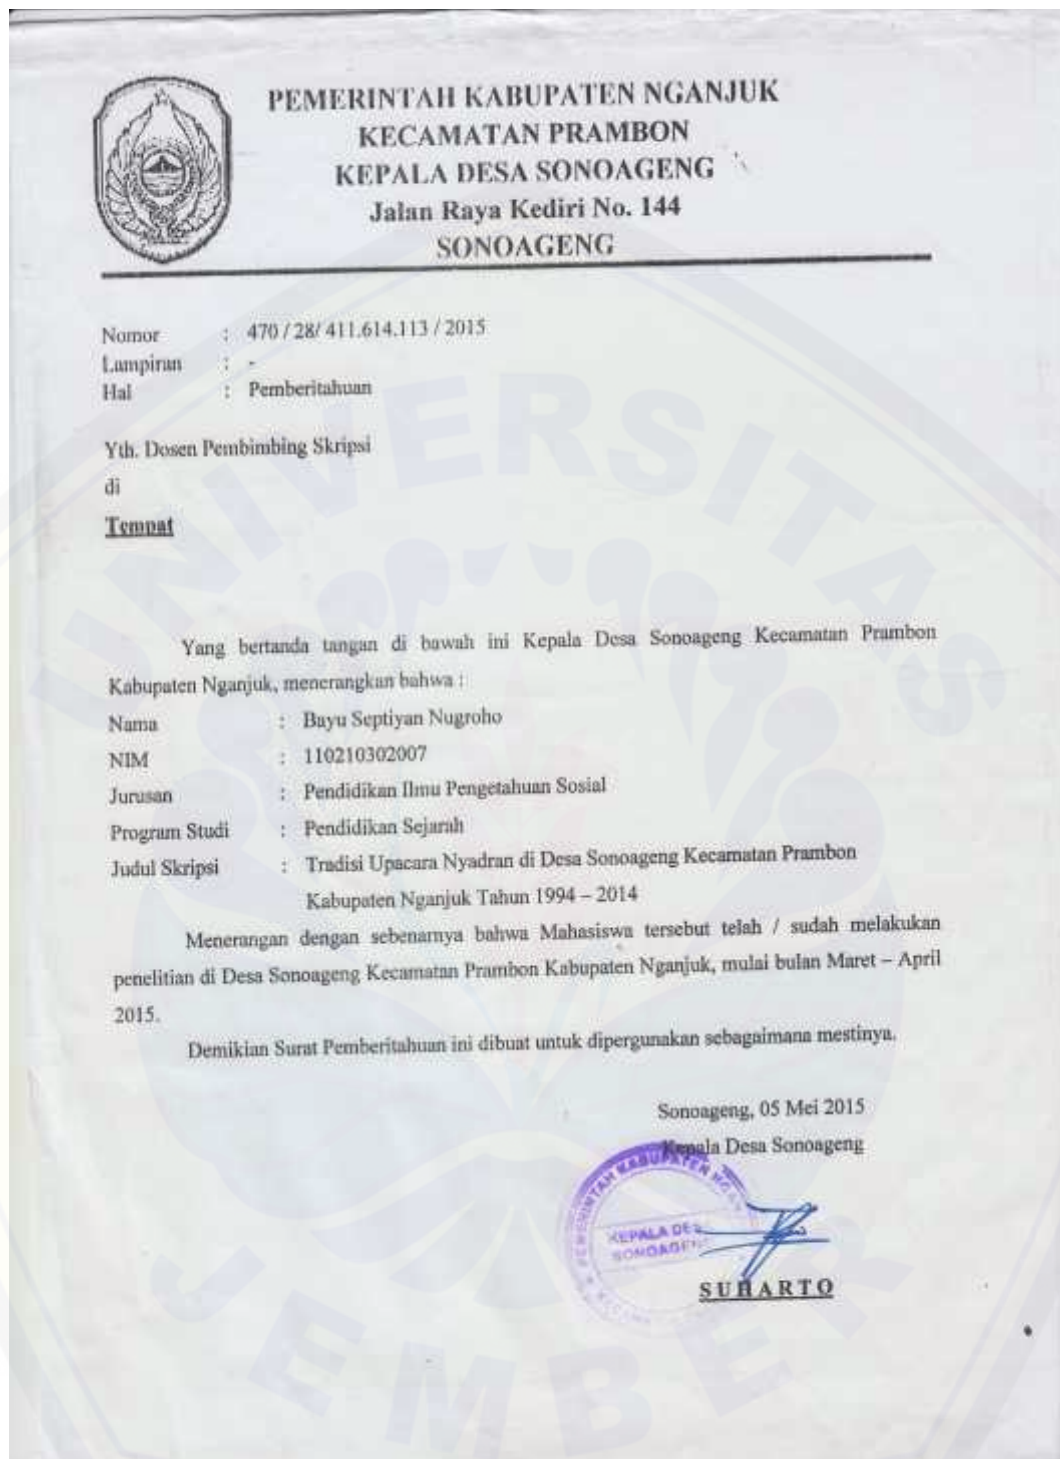 PEMERINTAH KABUPATEN NGANJUK
KECAMATAN PRAMBON
KEPALA DESA SONOAGENG
Jalan Raya Kediri No. 144
SONOAGENG
Nomor : 470 / 28/ 411.614.113 / 2015
Lampiran : -
Hal : Pemberitahuan
Yth. Dosen Pembimbing Skripsi
di
Tempat
Yang bertanda tangan di bawah ini Kepala Desa Sonoageng Kecamatan Prambon
Kabupaten Nganjuk, menerangkan bahwa :
Nama : Bayu Septiyan Nugroho
NIM : 110210302007
Jurusan : Pendidikan Ilmu Pengetahuan Sosial
Program Studi : Pendidikan Sejarah
Judul Skripsi : Tradisi Upacara Nyadran di Desa Sonoageng Kecamatan Prambon
Kabupaten Nganjuk Tahun 1994 – 2014
Menerangan dengan sebenarnya bahwa Mahasiswa tersebut telah / sudah melakukan
penelitian di Desa Sonoageng Kecamatan Prambon Kabupaten Nganjuk, mulai bulan Maret – April
2015.
Demikian Surat Pemberitahuan ini dibuat untuk dipergunakan sebagaimana mestinya.
Sonoageng, 05 Mei 2015
Kepala Desa Sonoageng
PEMERINTAH KABUPATEN
KEPALA DES
SONOAGENG
SUHARTO
UNIVERSITAS
JEMBER